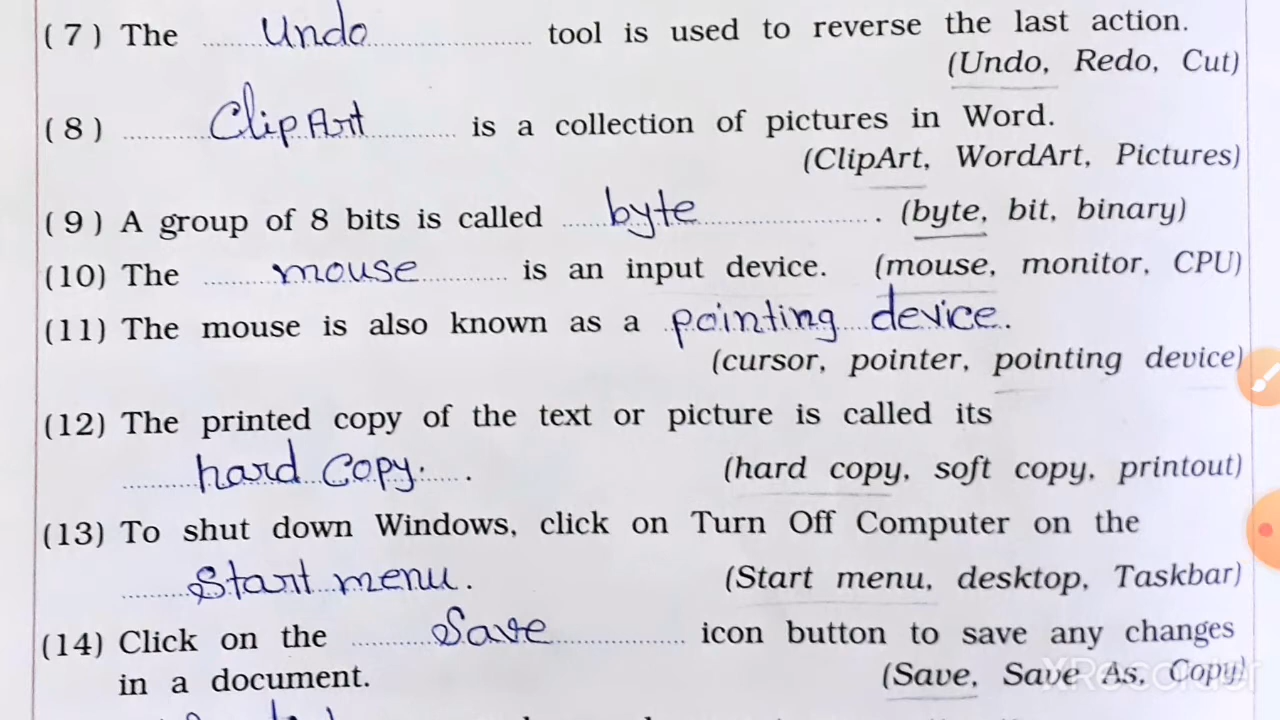 (7) The Undo tool is used to reverse the last action.
(Undo, Redo, Cut)
(8) ClipArt is a collection of pictures in Word.
(ClipArt, WordArt, Pictures)
(9) A group of 8 bits is called byte. (byte, bit, binary)
(10) The mouse is an input device. (mouse, monitor, CPU)
(11) The mouse is also known as a pointing device.
(cursor, pointer, pointing device)
(12) The printed copy of the text or picture is called its
hard copy. (hard copy, soft copy, printout)
(13) To shut down Windows, click on Turn Off Computer on the
Start menu. (Start menu, desktop, Taskbar)
(14) Click on the Save icon button to save any changes
in a document. (Save, Save As, Copy)
XRecorder